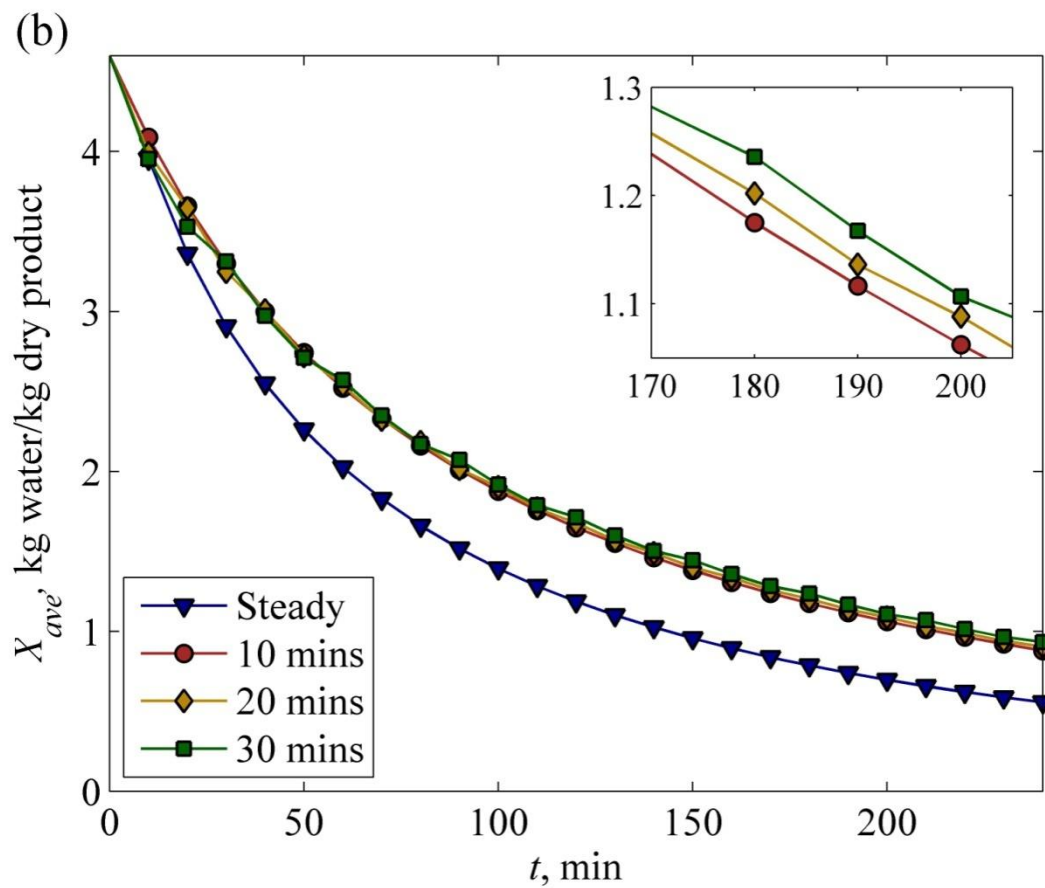 (b)
X_ave, kg water/kg dry product
4
3
2
1
0
0 50 100 150 200
t, min
Steady
10 mins
20 mins
30 mins
1.3
1.2
1.1
170 180 190 200